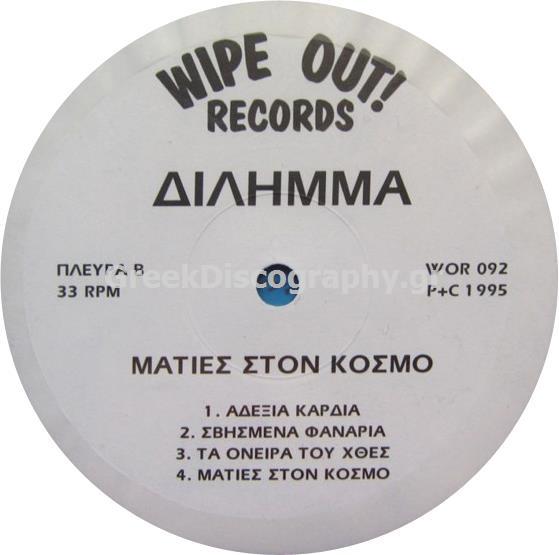 WIPE OUT!
RECORDS
ΔΙΛΗΜΜΑ
ΠΛΕΥΡΑ Β
WOR 092
GreekDiscography.gr
33 RPM
P+C 1995
ΜΑΤΙΕΣ ΣΤΟΝ ΚΟΣΜΟ
1. ΑΔΕΞΙΑ ΚΑΡΔΙΑ
2. ΣΒΗΣΜΕΝΑ ΦΑΝΑΡΙΑ
3. ΤΑ ΟΝΕΙΡΑ ΤΟΥ ΧΘΕΣ
4. ΜΑΤΙΕΣ ΣΤΟΝ ΚΟΣΜΟ